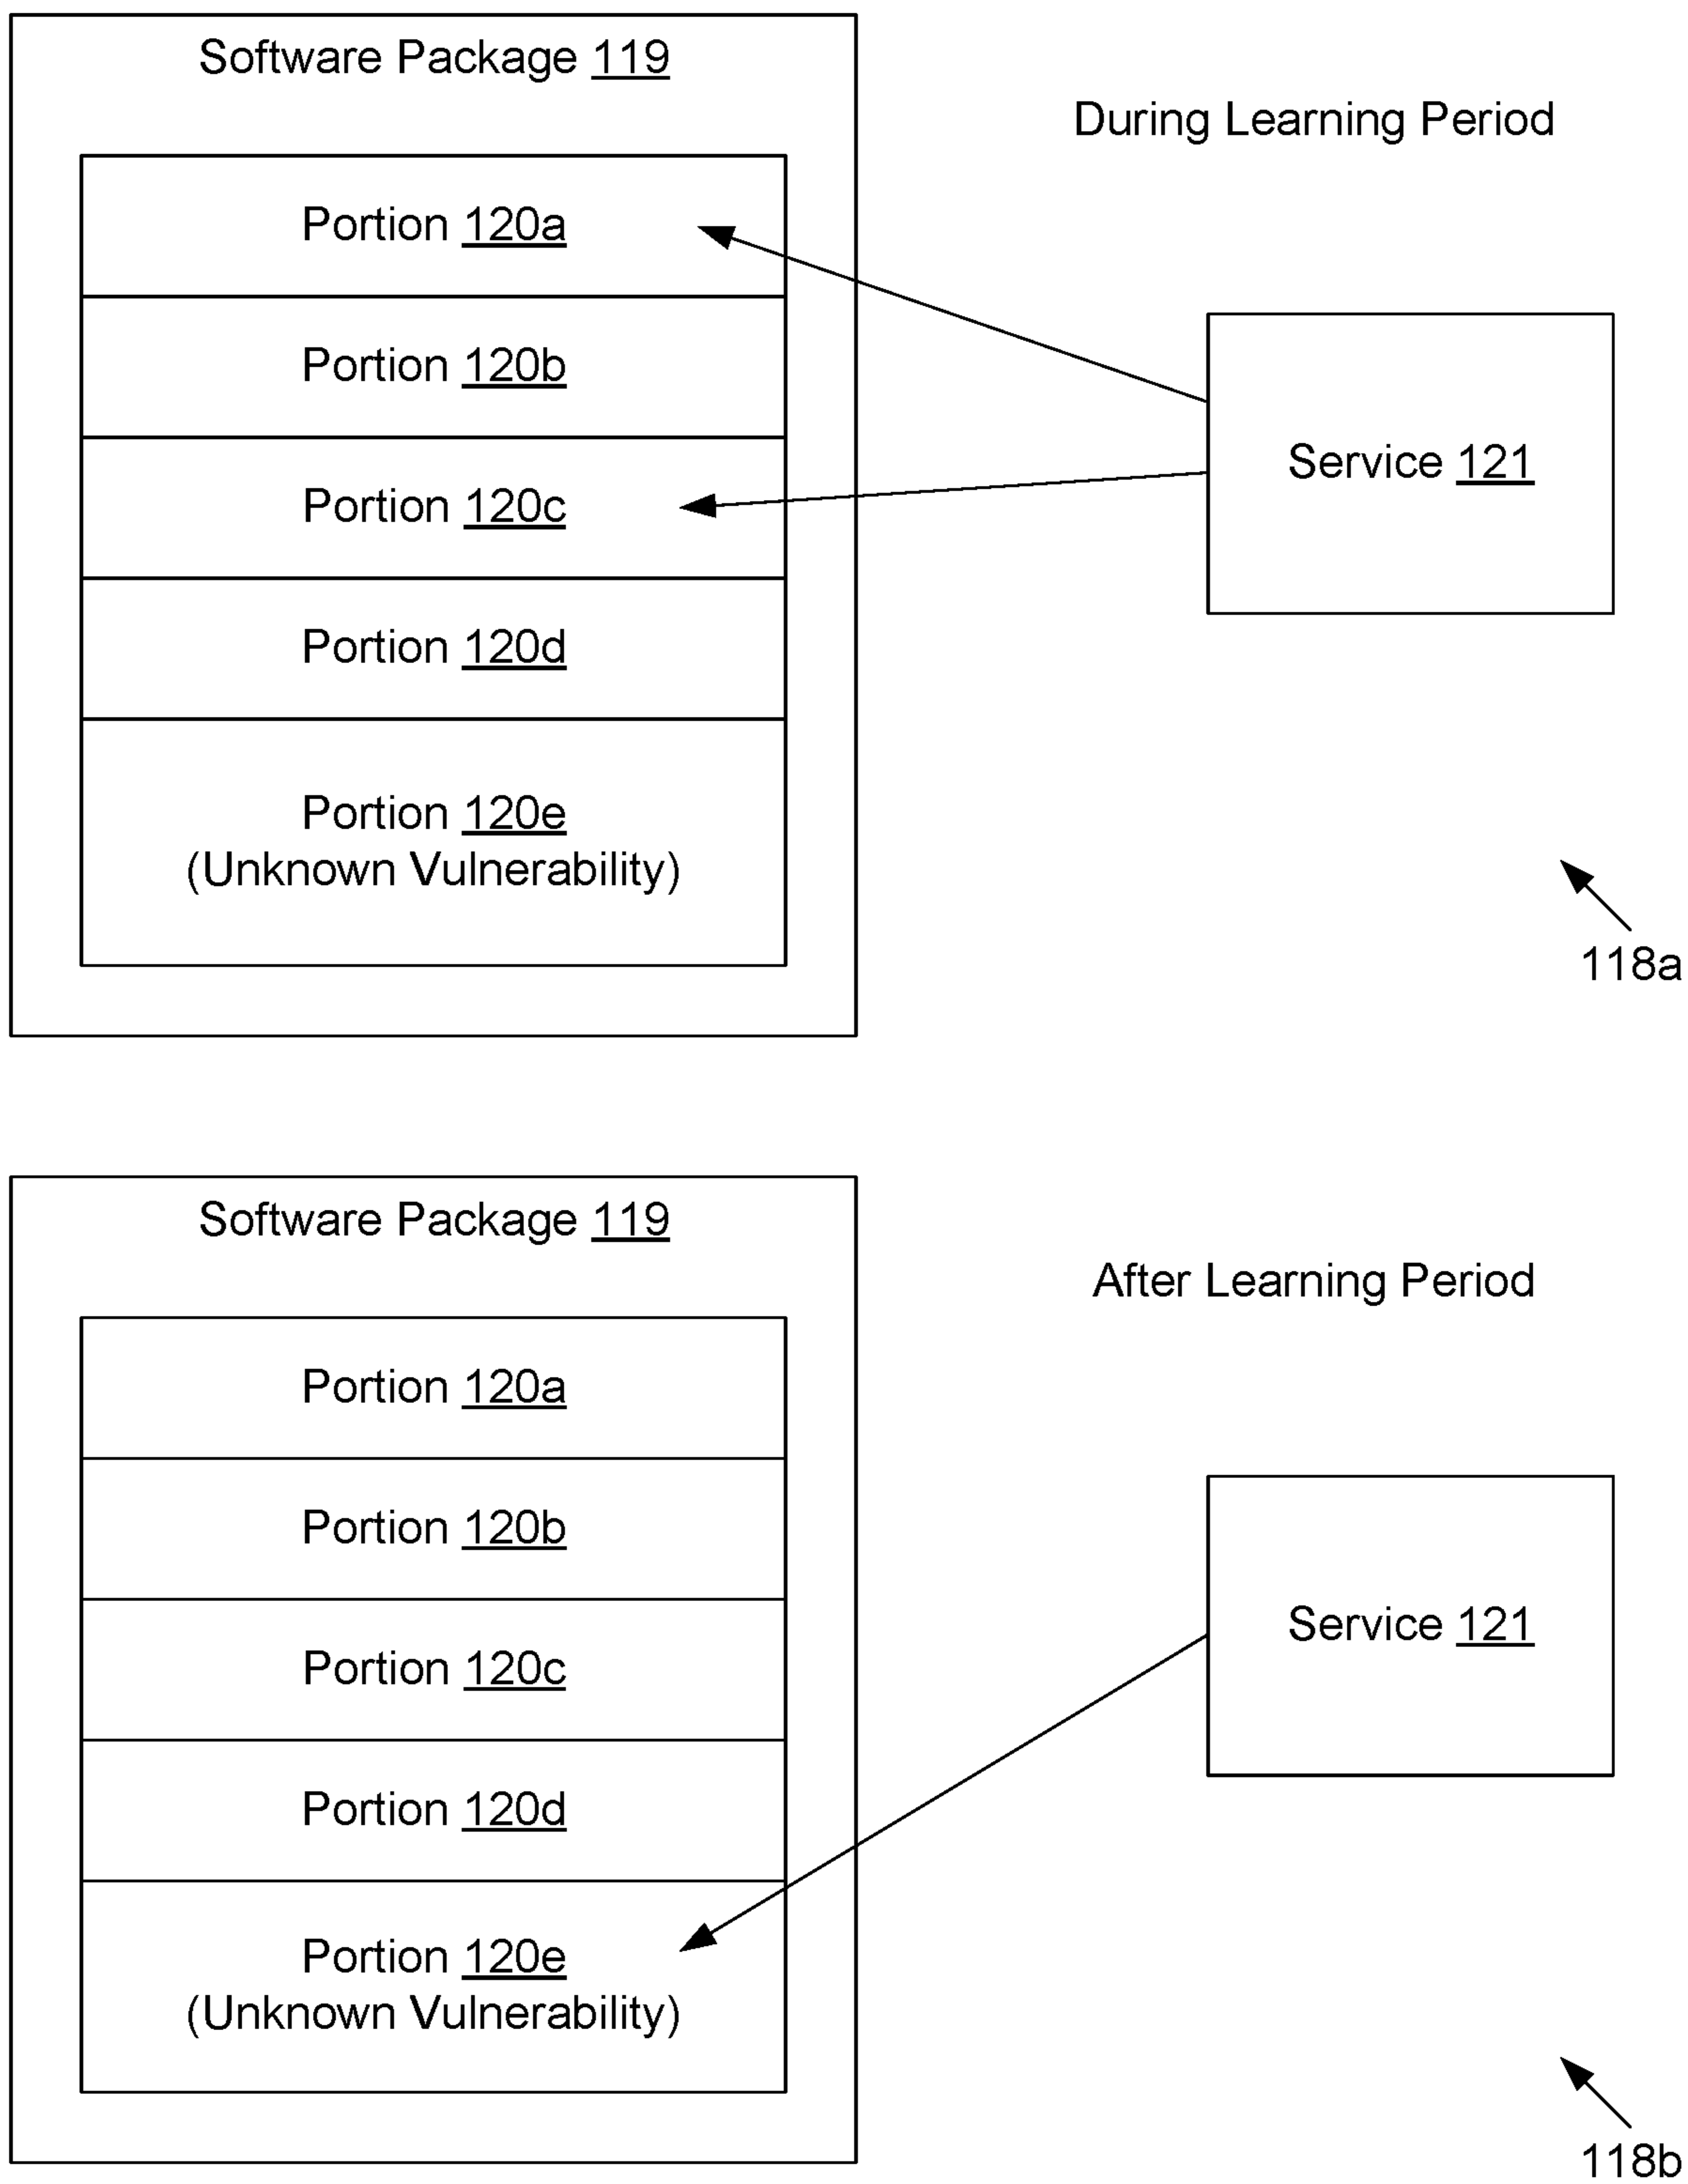 Software Package 119
During Learning Period
Portion 120a
Portion 120b
Service 121
Portion 120c
Portion 120d
Portion 120e
(Unknown Vulnerability)
118a
Software Package 119
After Learning Period
Portion 120a
Portion 120b
Service 121
Portion 120c
Portion 120d
Portion 120e
(Unknown Vulnerability)
118b